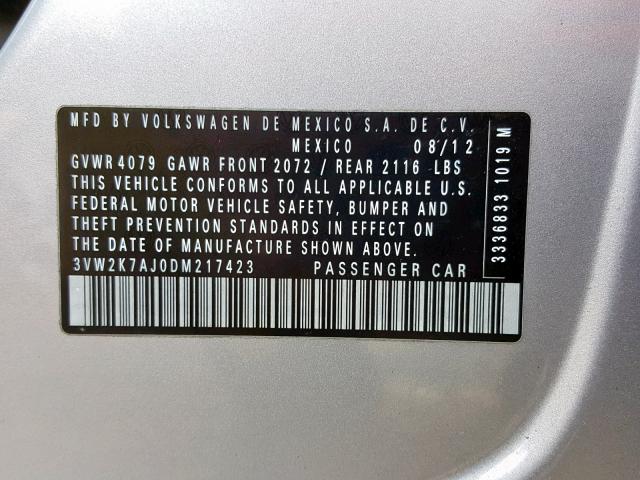 MFD BY VOLKSWAGEN DE MEXICO S.A. DE C.V.
MEXICO 08/12
GVWR 4079 GAWR FRONT 2072 / REAR 2116 LBS
THIS VEHICLE CONFORMS TO ALL APPLICABLE U.S.
FEDERAL MOTOR VEHICLE SAFETY, BUMPER AND
THEFT PREVENTION STANDARDS IN EFFECT ON
THE DATE OF MANUFACTURE SHOWN ABOVE.
3VW2K7AJ0DM217423 PASSENGER CAR
3336833 1019 M